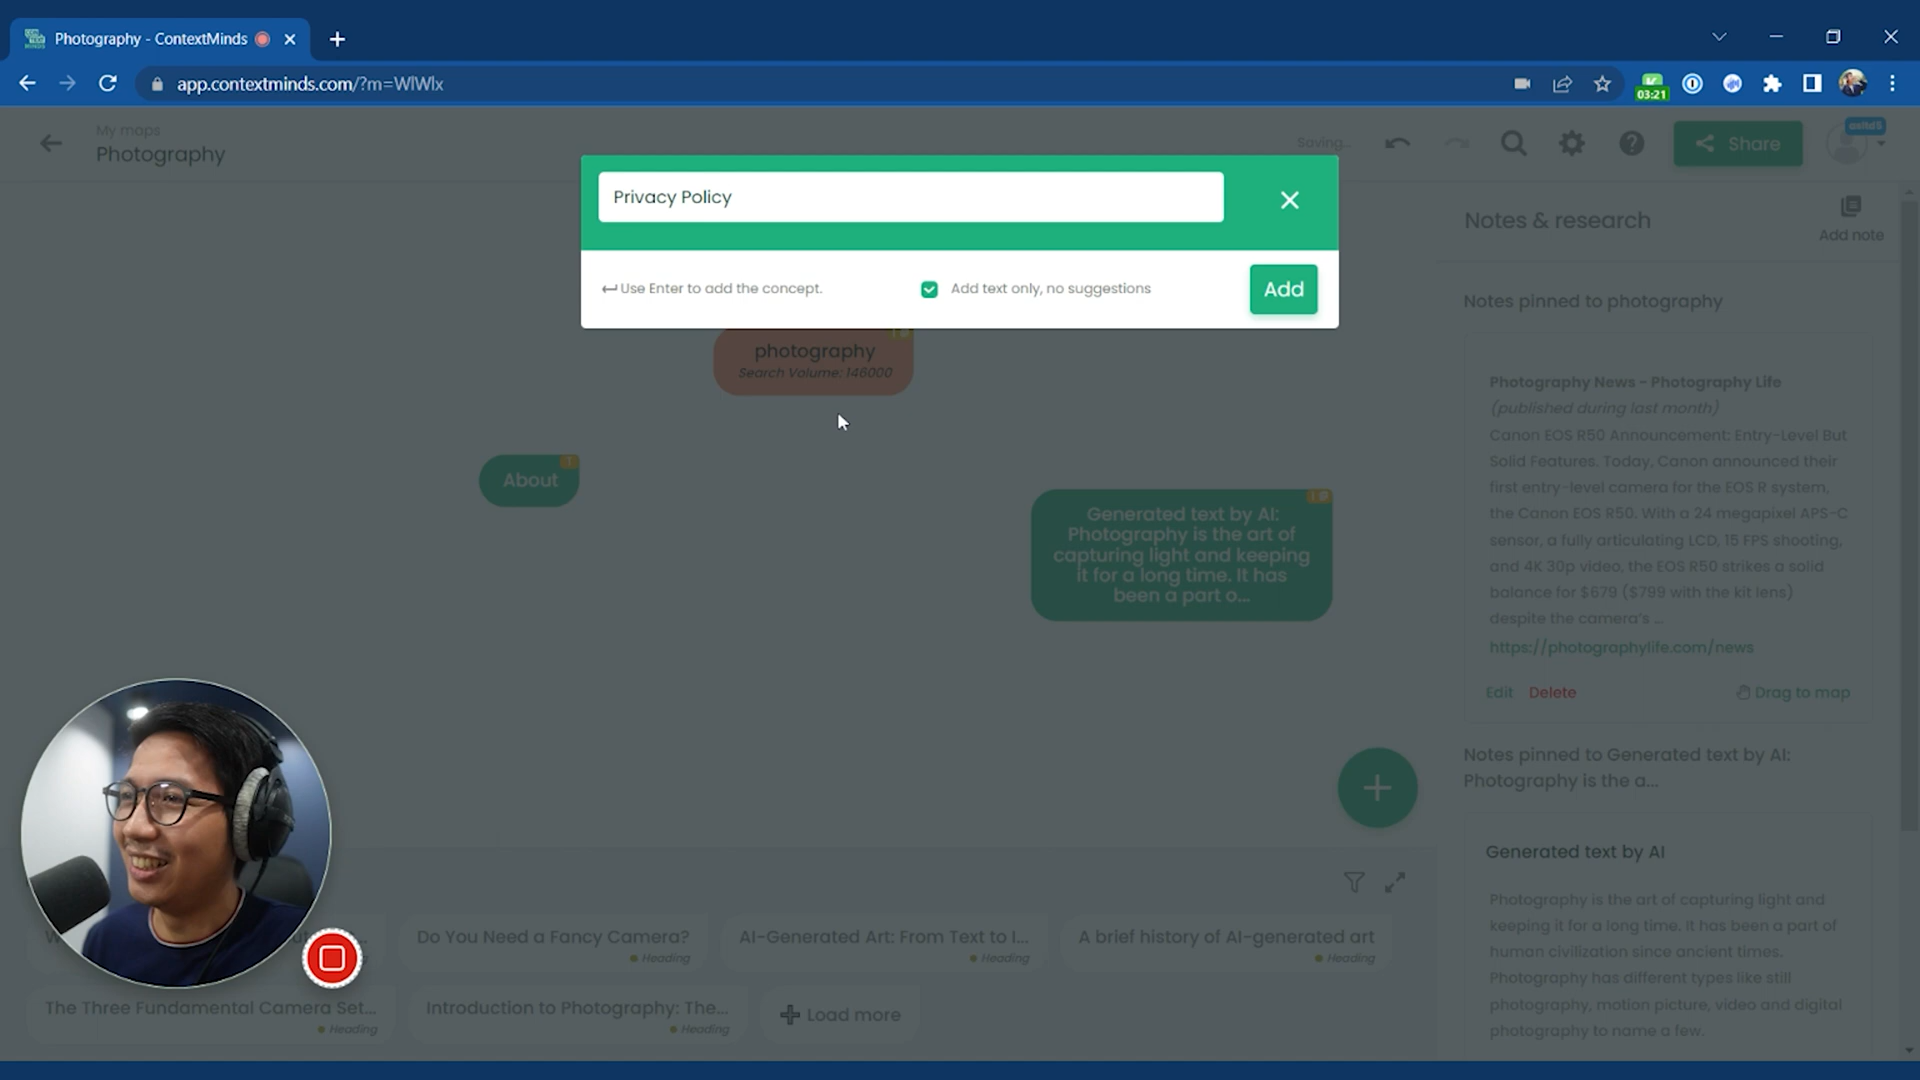 Photography - ContextMinds
app.contextminds.com/?m=WlWlx
03:21
My maps
Photography
Saving...
Share
Privacy Policy
Use Enter to add the concept.
Add text only, no suggestions
Add
photography
Search Volume: 146000
About
Generated text by AI:
Photography is the art of
capturing light and keeping
it for a long time. It has
been a part o...
Notes & research
Add note
Notes pinned to photography
Photography News - Photography Life
(published during last month)
Canon EOS R50 Announcement: Entry-Level But
Solid Features. Today, Canon announced their
first entry-level camera for the EOS R system,
the Canon EOS R50. With a 24 megapixel APS-C
sensor, a fully articulating LCD, 15 FPS shooting,
and 4K 30p video, the EOS R50 strikes a solid
balance for $679 ($799 with the kit lens)
despite the camera's ...
https://photographylife.com/news
Edit Delete Drag to map
Notes pinned to Generated text by AI:
Photography is the a...
Generated text by AI
Photography is the art of capturing light and
keeping it for a long time. It has been a part of
human civilization since ancient times.
Photography has different types like still
photography, motion picture, video and digital
photography to name a few.
Do You Need a Fancy Camera?
Heading
AI-Generated Art: From Text to I...
Heading
A brief history of AI-generated art
Heading
The Three Fundamental Camera Set...
Heading
Introduction to Photography: The...
Heading
Load more